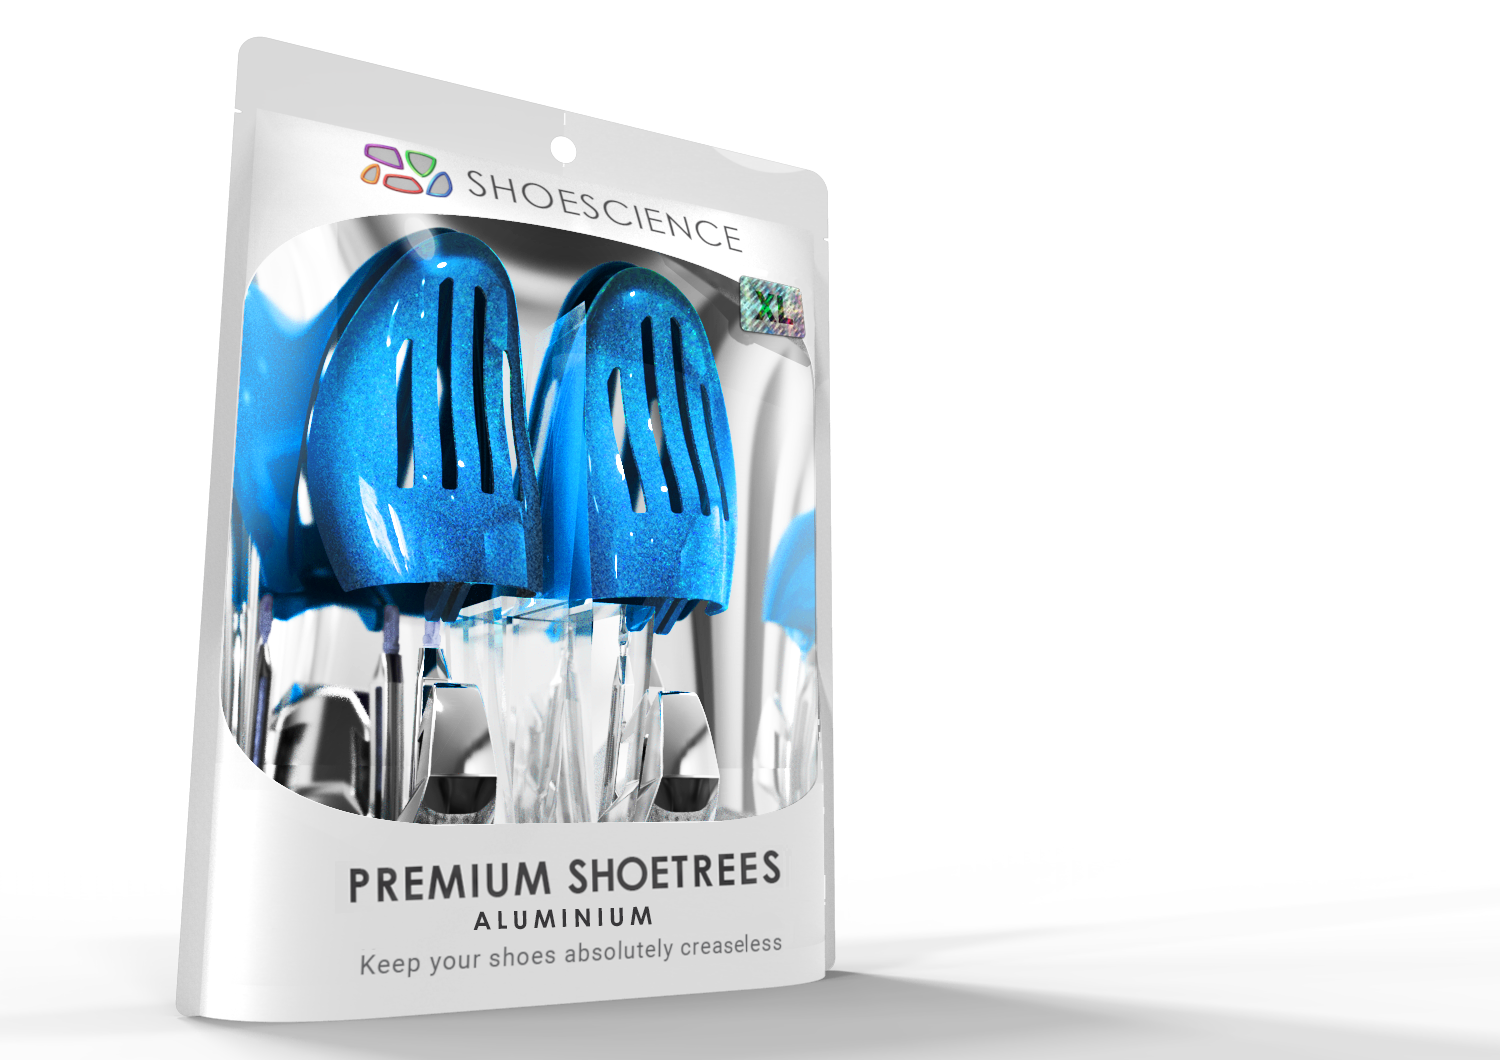 SHOESCIENCE
XL
PREMIUM SHOETREES
ALUMINIUM
Keep your shoes absolutely creaseless